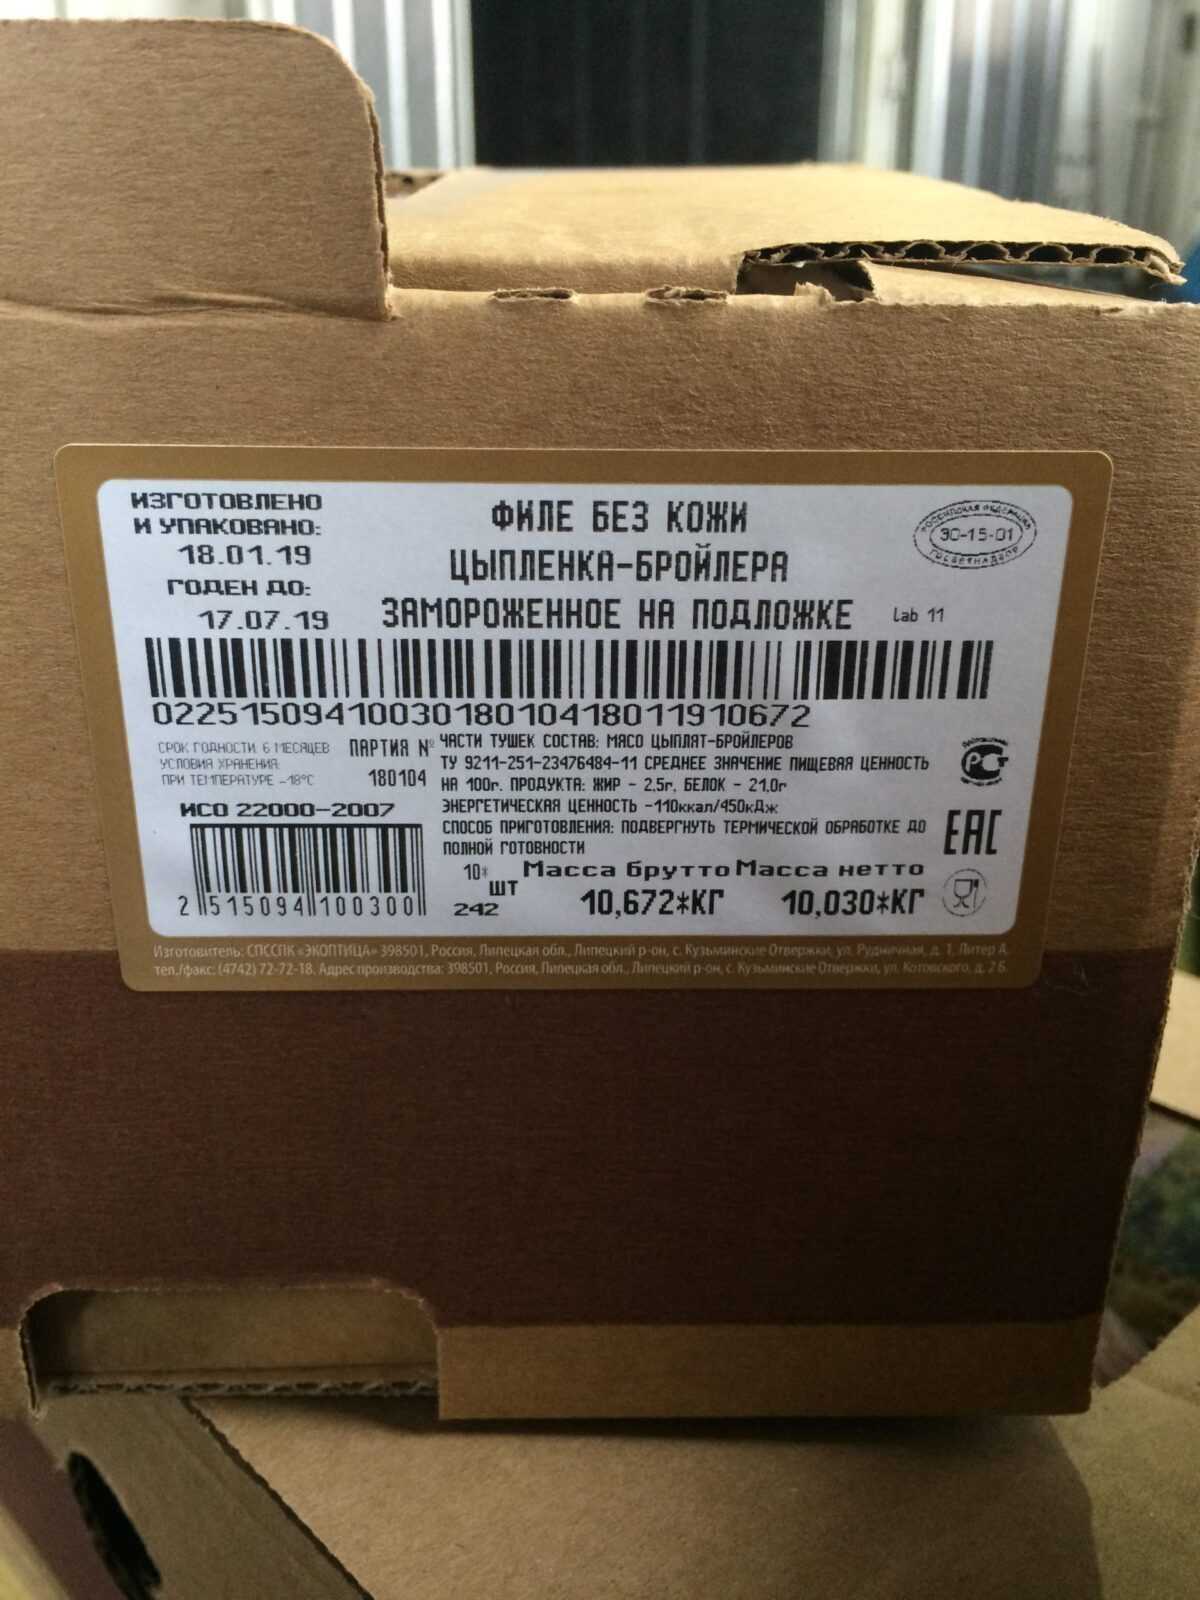 ИЗГОТОВЛЕНО
И УПАКОВАНО:
18.01.19
ГОДЕН ДО:
17.07.19
ФИЛЕ БЕЗ КОЖИ
ЦЫПЛЕНКА-БРОЙЛЕРА
ЗАМОРОЖЕННОЕ НА ПОДЛОЖКЕ
РОССИЙСКАЯ ФЕДЕРАЦИЯ
30-15-01
ГОСВЕТНАДЗОР
Lab 11
0225150941003018010418011910672
СРОК ГОДНОСТИ: 6 МЕСЯЦЕВ
УСЛОВИЯ ХРАНЕНИЯ:
ПРИ ТЕМПЕРАТУРЕ -18°С
ПАРТИЯ №
180104
ИСО 22000-2007
2 515094 100300
ЧАСТИ ТУШЕК СОСТАВ: МЯСО ЦЫПЛЯТ-БРОЙЛЕРОВ
ТУ 9211-251-23476484-11 СРЕДНЕЕ ЗНАЧЕНИЕ ПИЩЕВАЯ ЦЕННОСТЬ
НА 100г. ПРОДУКТА: ЖИР - 2,5г, БЕЛОК - 21,0г
ЭНЕРГЕТИЧЕСКАЯ ЦЕННОСТЬ -110ккал/450кДж
СПОСОБ ПРИГОТОВЛЕНИЯ: ПОДВЕРГНУТЬ ТЕРМИЧЕСКОЙ ОБРАБОТКЕ ДО
ПОЛНОЙ ГОТОВНОСТИ
10*
ШТ
242
Масса брутто Масса нетто
10,672*КГ 10,030*КГ
РСТ
ЕАС
Изготовитель: СПССПК «ЭКОПТИЦА» 398501, Россия, Липецкая обл., Липецкий р-он, с. Кузьминские Отвержки, ул. Рудничная, д. 1, Литер А,
тел./факс: (4742) 72-72-18. Адрес производства: 398501, Россия, Липецкая обл., Липецкий р-он, с. Кузьминские Отвержки, ул. Котовского, д. 2 Б.